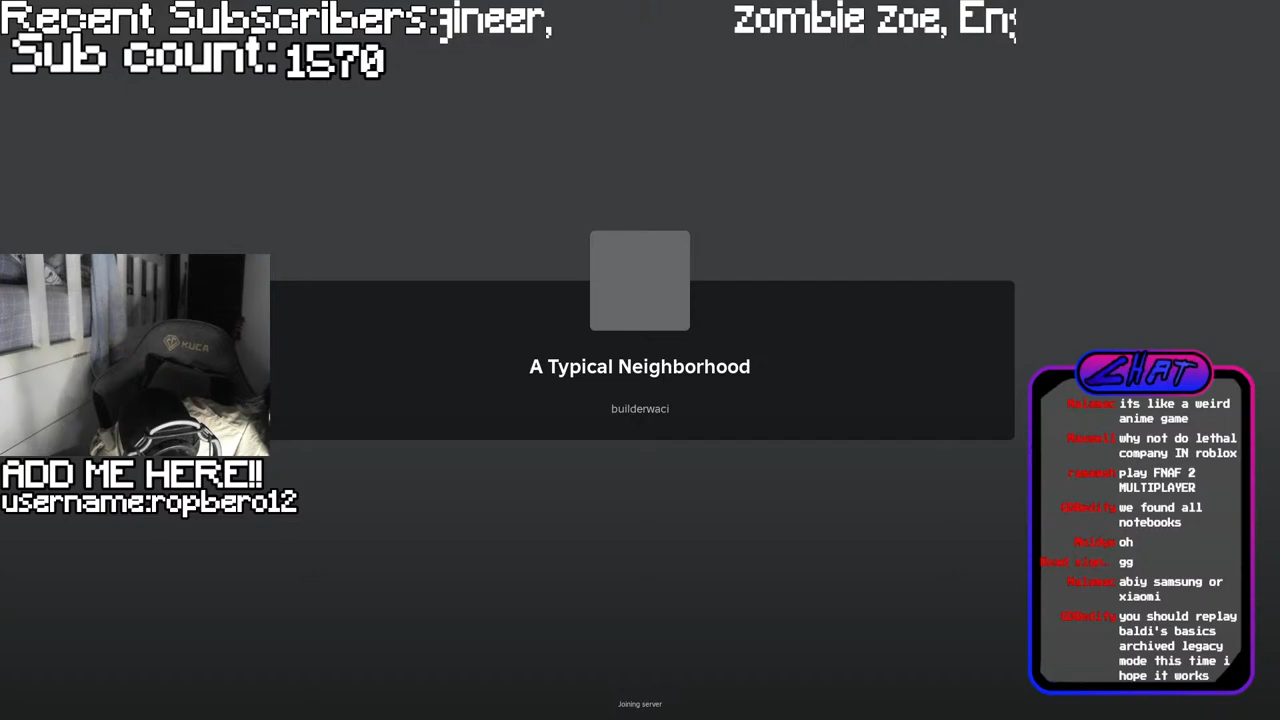 Recent Subscribers:gineer, zombie zoe, Eng
Sub count: 1570
KUCA
A Typical Neighborhood
builderwaci
ADD ME HERE!!
username:ropbero12
CHAT
its like a weird
anime game
why not do lethal
company IN roblox
play FNAF 2
MULTIPLAYER
we found all
notebooks
oh
gg
abiy samsung or
xiaomi
you should replay
baldi's basics
archived legacy
mode this time i
hope it works
Joining server